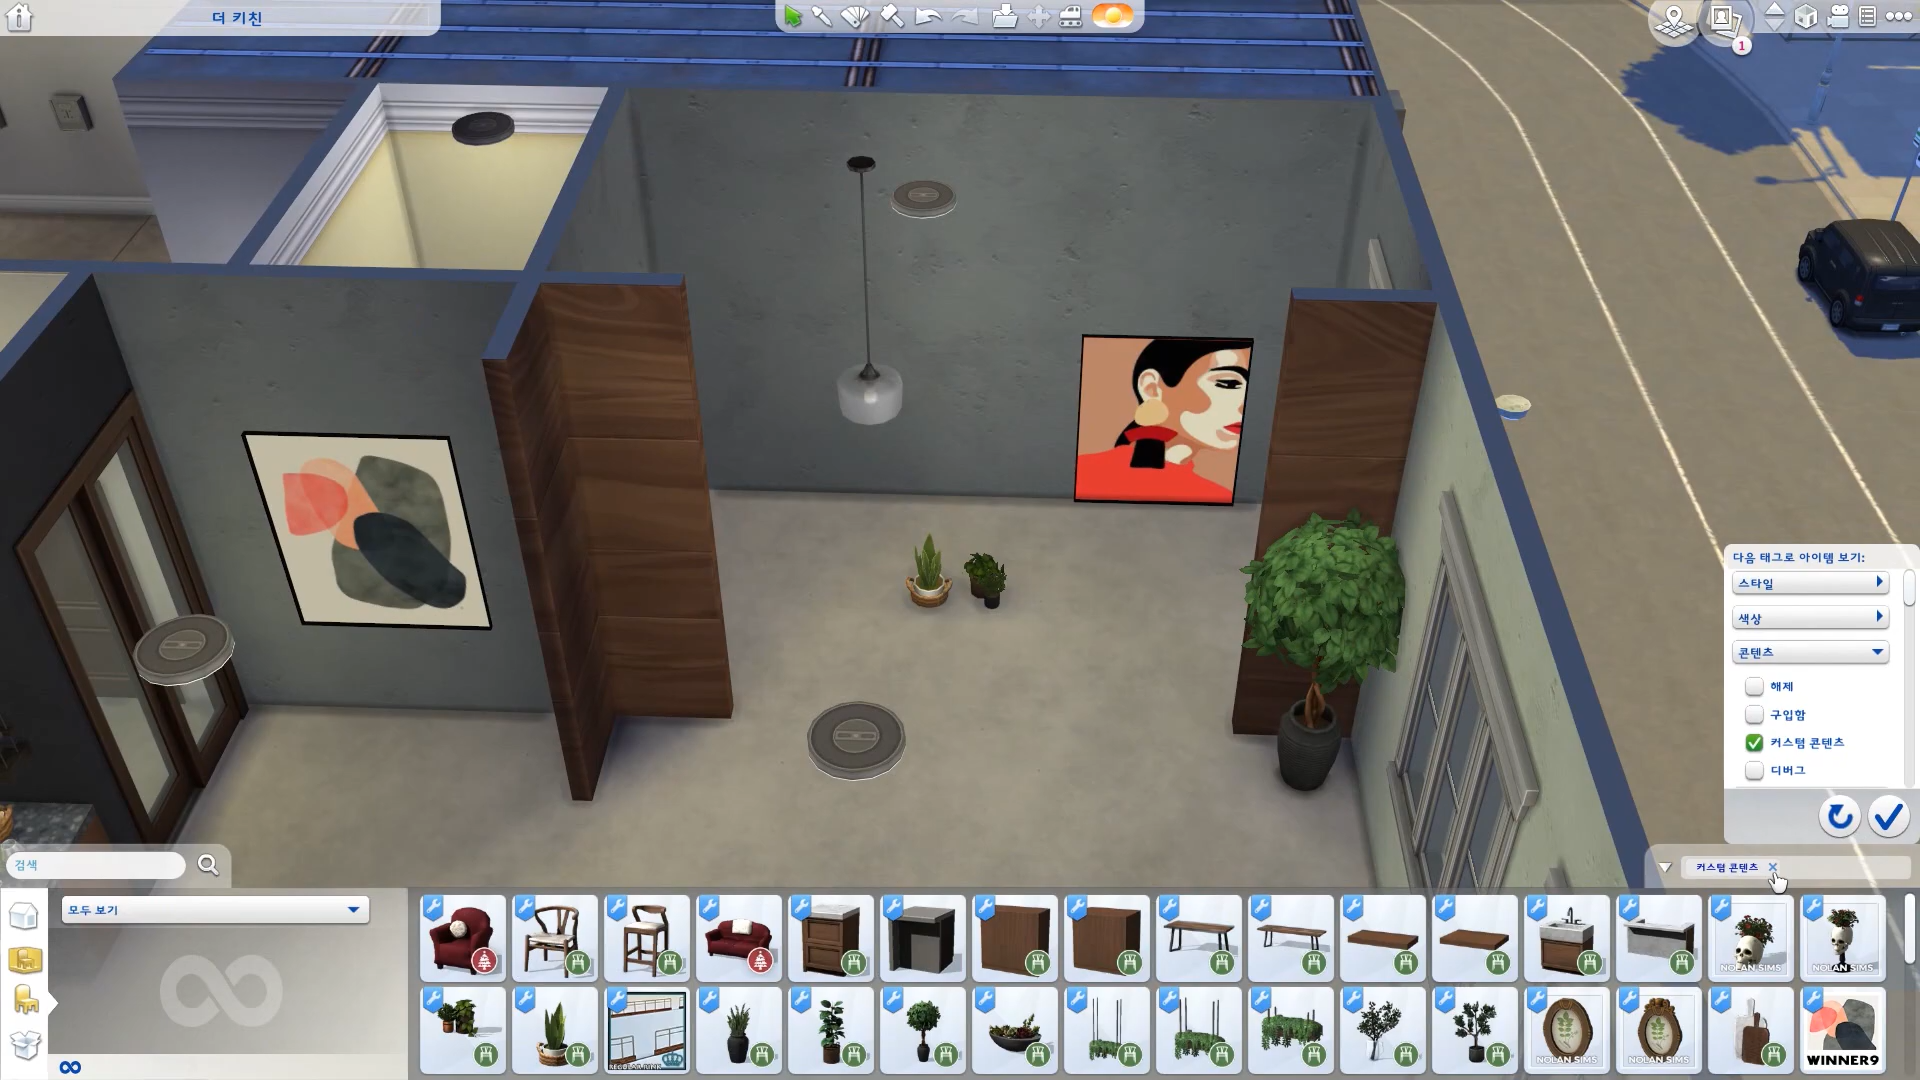 더 키친
1
다음 태그로 아이템 보기:
스타일
색상
콘텐츠
해제
구입함
커스텀 콘텐츠
디버그
검색
커스텀 콘텐츠
모두 보기
NOLAN SIMS
NOLAN SIMS
NOLAN SIMS
NOLAN SIMS
WINNER9